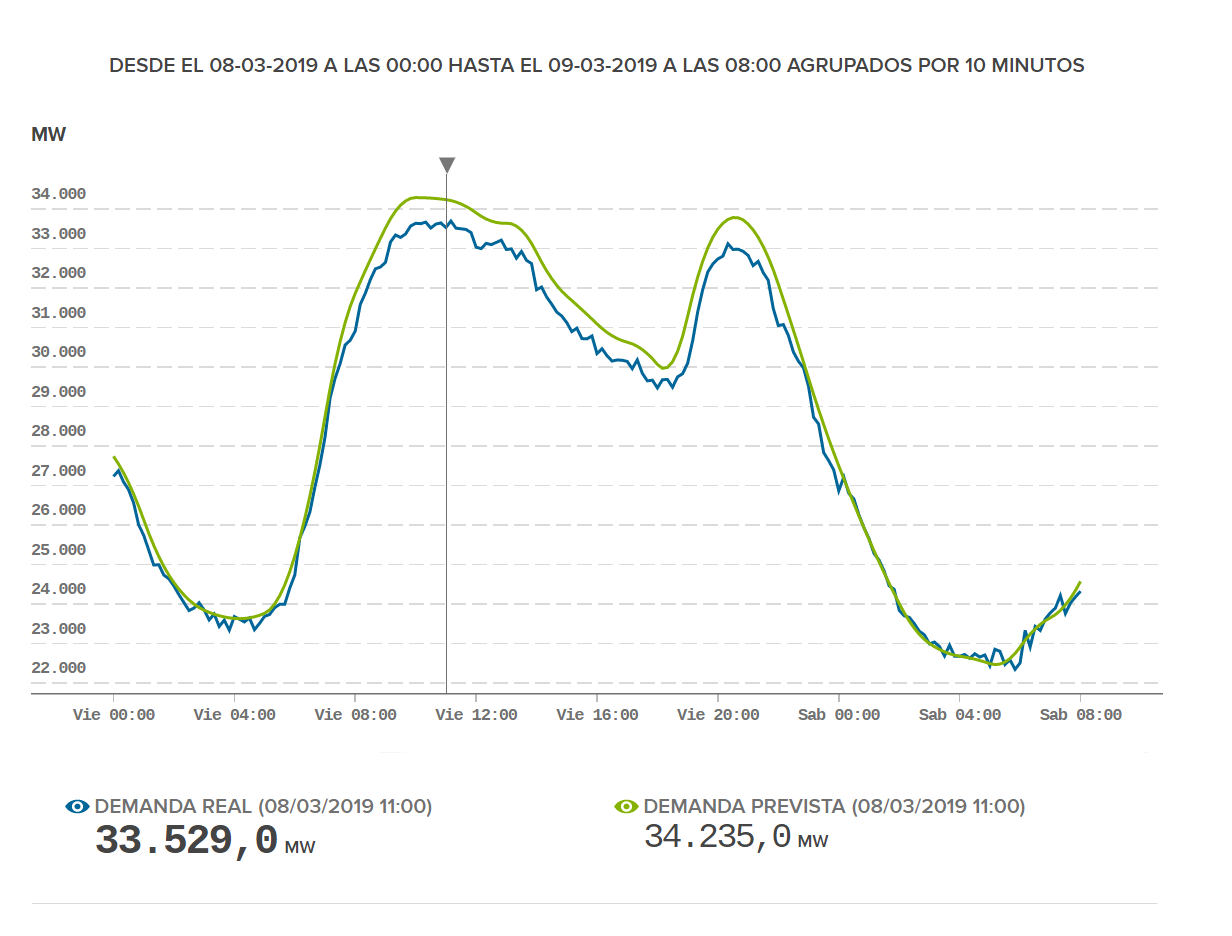 DESDE EL 08-03-2019 A LAS 00:00 HASTA EL 09-03-2019 A LAS 08:00 AGRUPADOS POR 10 MINUTOS
MW
34.000
33.000
32.000
31.000
30.000
29.000
28.000
27.000
26.000
25.000
24.000
23.000
22.000
Vie 00:00 Vie 04:00 Vie 08:00 Vie 12:00 Vie 16:00 Vie 20:00 Sab 00:00 Sab 04:00 Sab 08:00
DEMANDA REAL (08/03/2019 11:00) DEMANDA PREVISTA (08/03/2019 11:00)
33.529,0 MW 34.235,0 MW